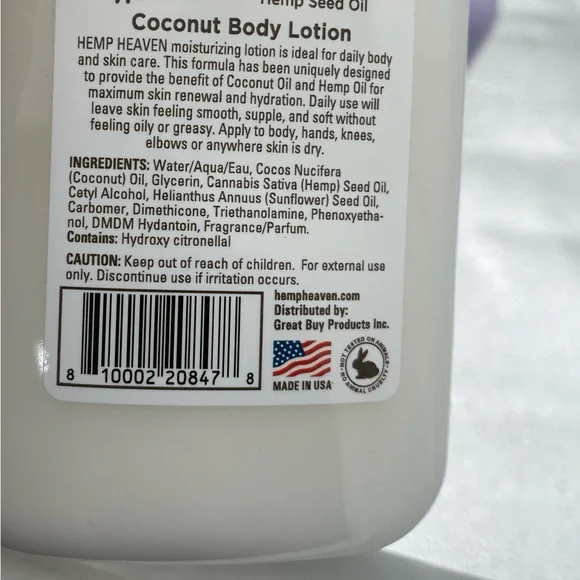 Hemp Seed Oil
Coconut Body Lotion
HEMP HEAVEN moisturizing lotion is ideal for daily body
and skin care. This formula has been uniquely designed
to provide the benefit of Coconut Oil and Hemp Oil for
maximum skin renewal and hydration. Daily use will
leave skin feeling smooth, supple, and soft without
feeling oily or greasy. Apply to body, hands, knees,
elbows or anywhere skin is dry.
INGREDIENTS: Water/Aqua/Eau, Cocos Nucifera
(Coconut) Oil, Glycerin, Cannabis Sativa (Hemp) Seed Oil,
Cetyl Alcohol, Helianthus Annuus (Sunflower) Seed Oil,
Carbomer, Dimethicone, Triethanolamine, Phenoxyetha-
nol, DMDM Hydantoin, Fragrance/Parfum.
Contains: Hydroxy citronellal
CAUTION: Keep out of reach of children. For external use
only. Discontinue use if irritation occurs.
hempheaven.com
Distributed by:
Great Buy Products Inc.
8 10002 20847 8
MADE IN USA
• NOT TESTED ON ANIMALS •
NO ANIMAL CRUELTY